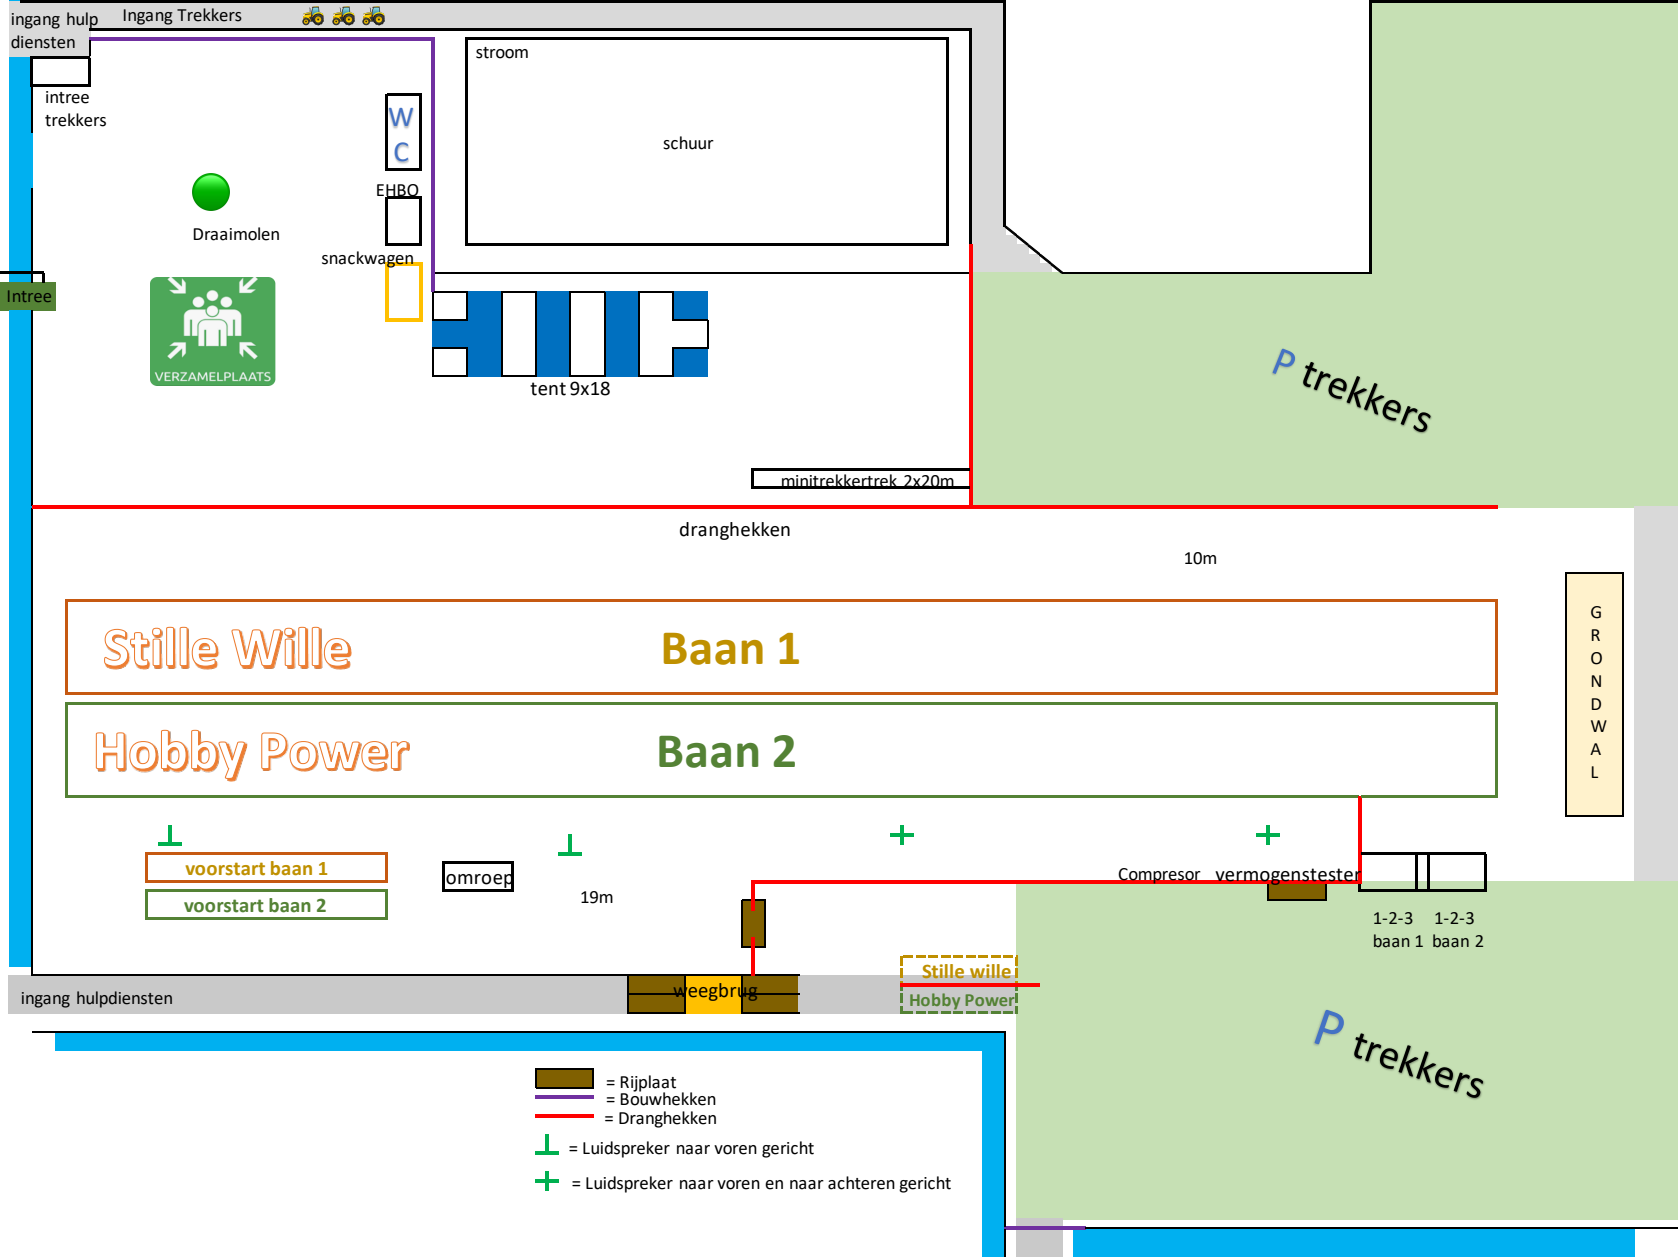 ingang hulp
diensten
Ingang Trekkers
intree
trekkers
stroom
schuur
W
C
EHBO
Draaimolen
snackwagen
Intree
VERZAMELPLAATS
tent 9x18
P trekkers
minitrekkertrek 2x20m
dranghekken
10m
Stille Wille
Baan 1
Hobby Power
Baan 2
G
R
O
N
D
W
A
L
voorstart baan 1
voorstart baan 2
omroep
19m
Compresor
vermogenstester
1-2-3
baan 1
1-2-3
baan 2
Stille wille
Hobby Power
ingang hulpdiensten
weegbrug
P trekkers
= Rijplaat
= Bouwhekken
= Dranghekken
= Luidspreker naar voren gericht
= Luidspreker naar voren en naar achteren gericht